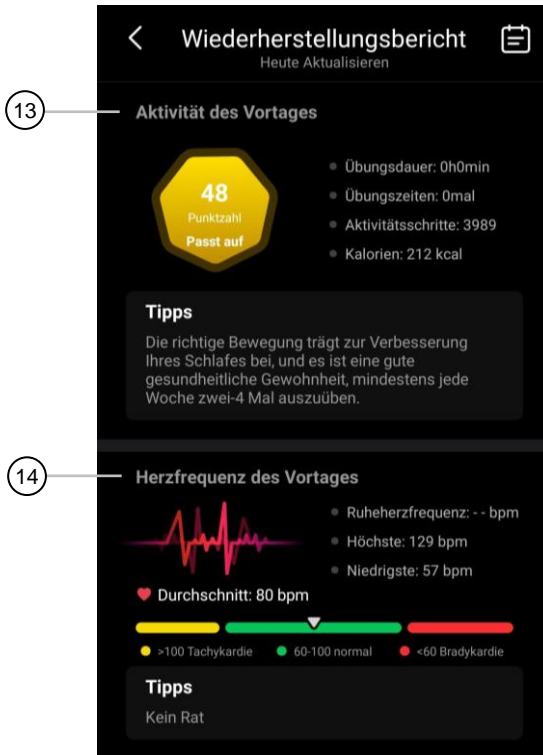 Wiederherstellungsbericht
Heute Aktualisieren
13
Aktivität des Vortages
48
Punktzahl
Passt auf
Übungsdauer: 0h0min
Übungszeiten: 0mal
Aktivitätsschritte: 3989
Kalorien: 212 kcal
Tipps
Die richtige Bewegung trägt zur Verbesserung
Ihres Schlafes bei, und es ist eine gute
gesundheitliche Gewohnheit, mindestens jede
Woche zwei-4 Mal auszuüben.
14
Herzfrequenz des Vortages
Ruheherzfrequenz: - - bpm
Höchste: 129 bpm
Niedrigste: 57 bpm
Durchschnitt: 80 bpm
>100 Tachykardie
60-100 normal
<60 Bradykardie
Tipps
Kein Rat